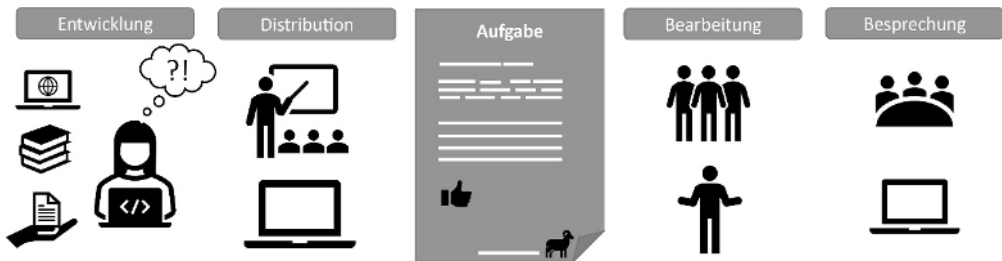 Entwicklung
Distribution
Aufgabe
Bearbeitung
Besprechung
?!
</>